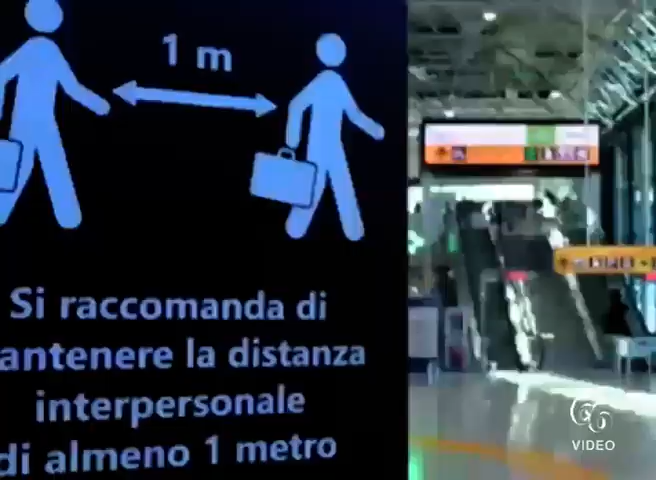 1 m
Si raccomanda di
antenere la distanza
interpersonale
di almeno 1 metro
VIDEO